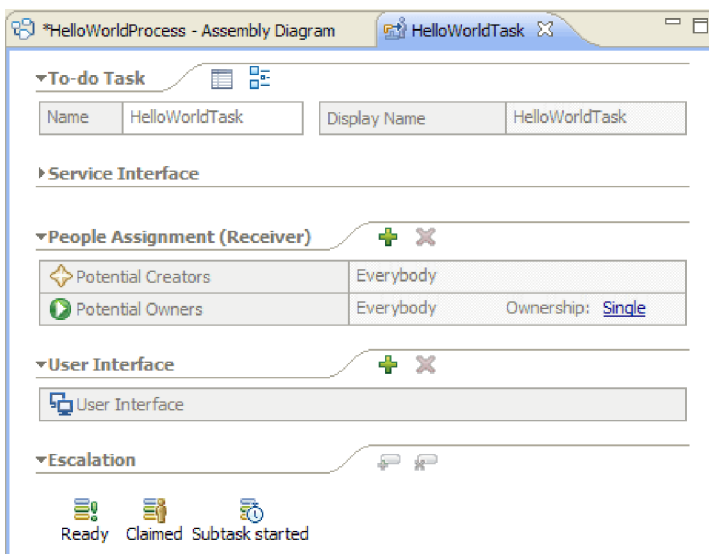 *HelloWorldProcess - Assembly Diagram HelloWorldTask
To-do Task
Name HelloWorldTask Display Name HelloWorldTask
Service Interface
People Assignment (Receiver)
Potential Creators Everybody
Potential Owners Everybody Ownership: Single
User Interface
User Interface
Escalation
Ready Claimed Subtask started